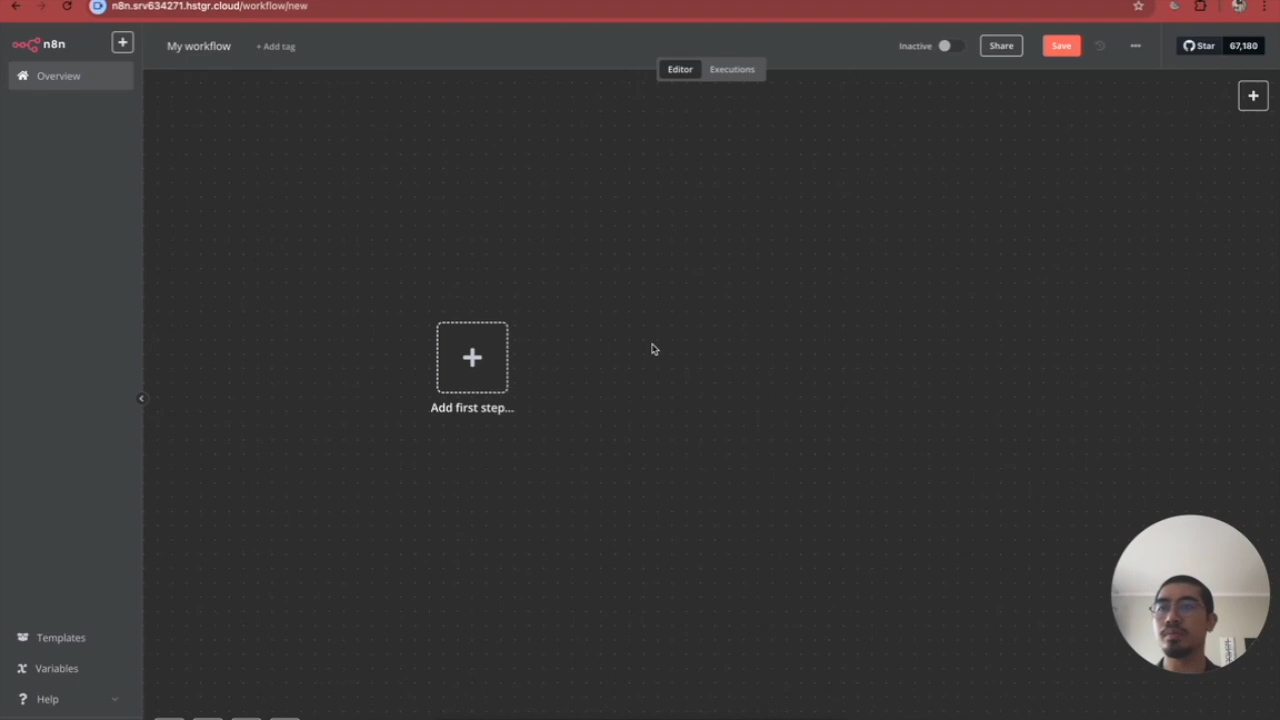 n8n.srv634271.hstgr.cloud/workflow/new
n8n
My workflow
+ Add tag
Inactive
Share
Save
Star
67,180
Overview
Editor
Executions
Add first step...
Templates
Variables
Help